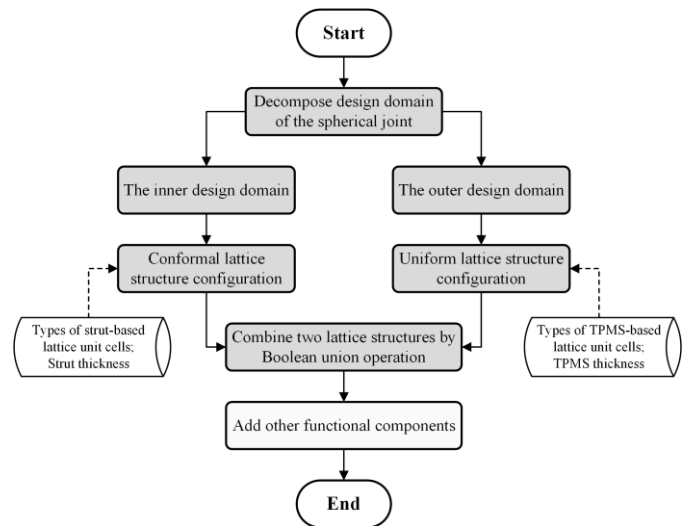 Start
Decompose design domain
of the spherical joint
The inner design domain
The outer design domain
Conformal lattice
structure configuration
Uniform lattice structure
configuration
Types of strut-based
lattice unit cells;
Strut thickness
Combine two lattice structures by
Boolean union operation
Types of TPMS-based
lattice unit cells;
TPMS thickness
Add other functional components
End